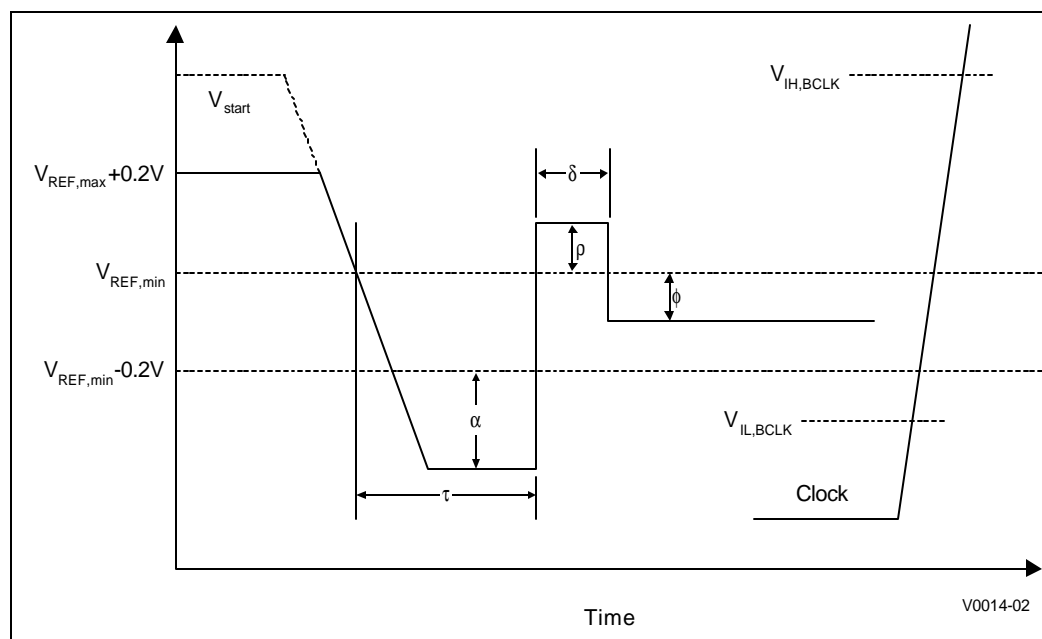 V_IH,BCLK
V_start
V_REF,max+0.2V
δ
ρ
V_REF,min
ϕ
V_REF,min-0.2V
α
V_IL,BCLK
τ
Clock
V0014-02
Time